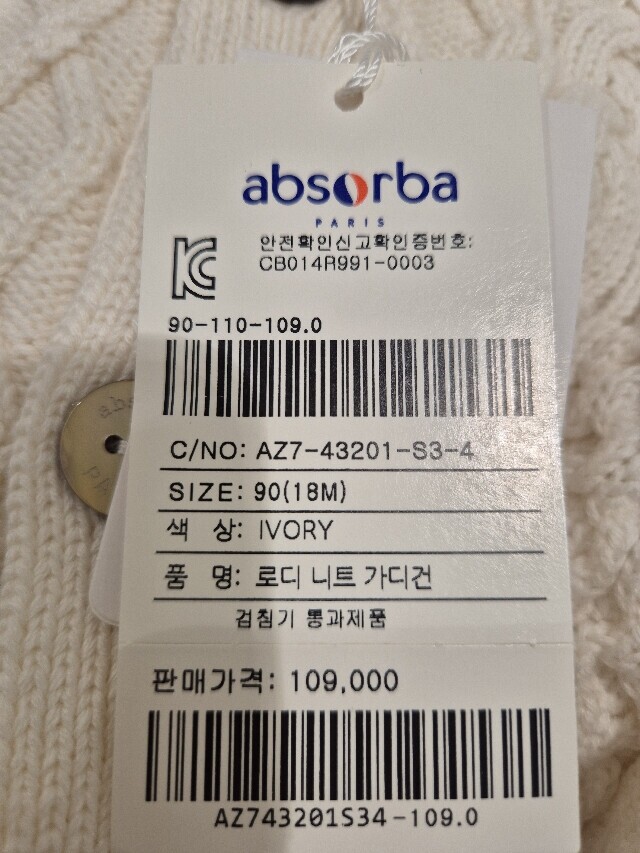 absorba
PARIS
안전확인신고확인증번호:
CB014R991-0003
90-110-109.0
C/NO: AZ7-43201-S3-4
SIZE: 90(18M)
색 상: IVORY
품 명: 로디 니트 가디건
검침기 통과제품
판매가격: 109,000
AZ743201S34-109.0